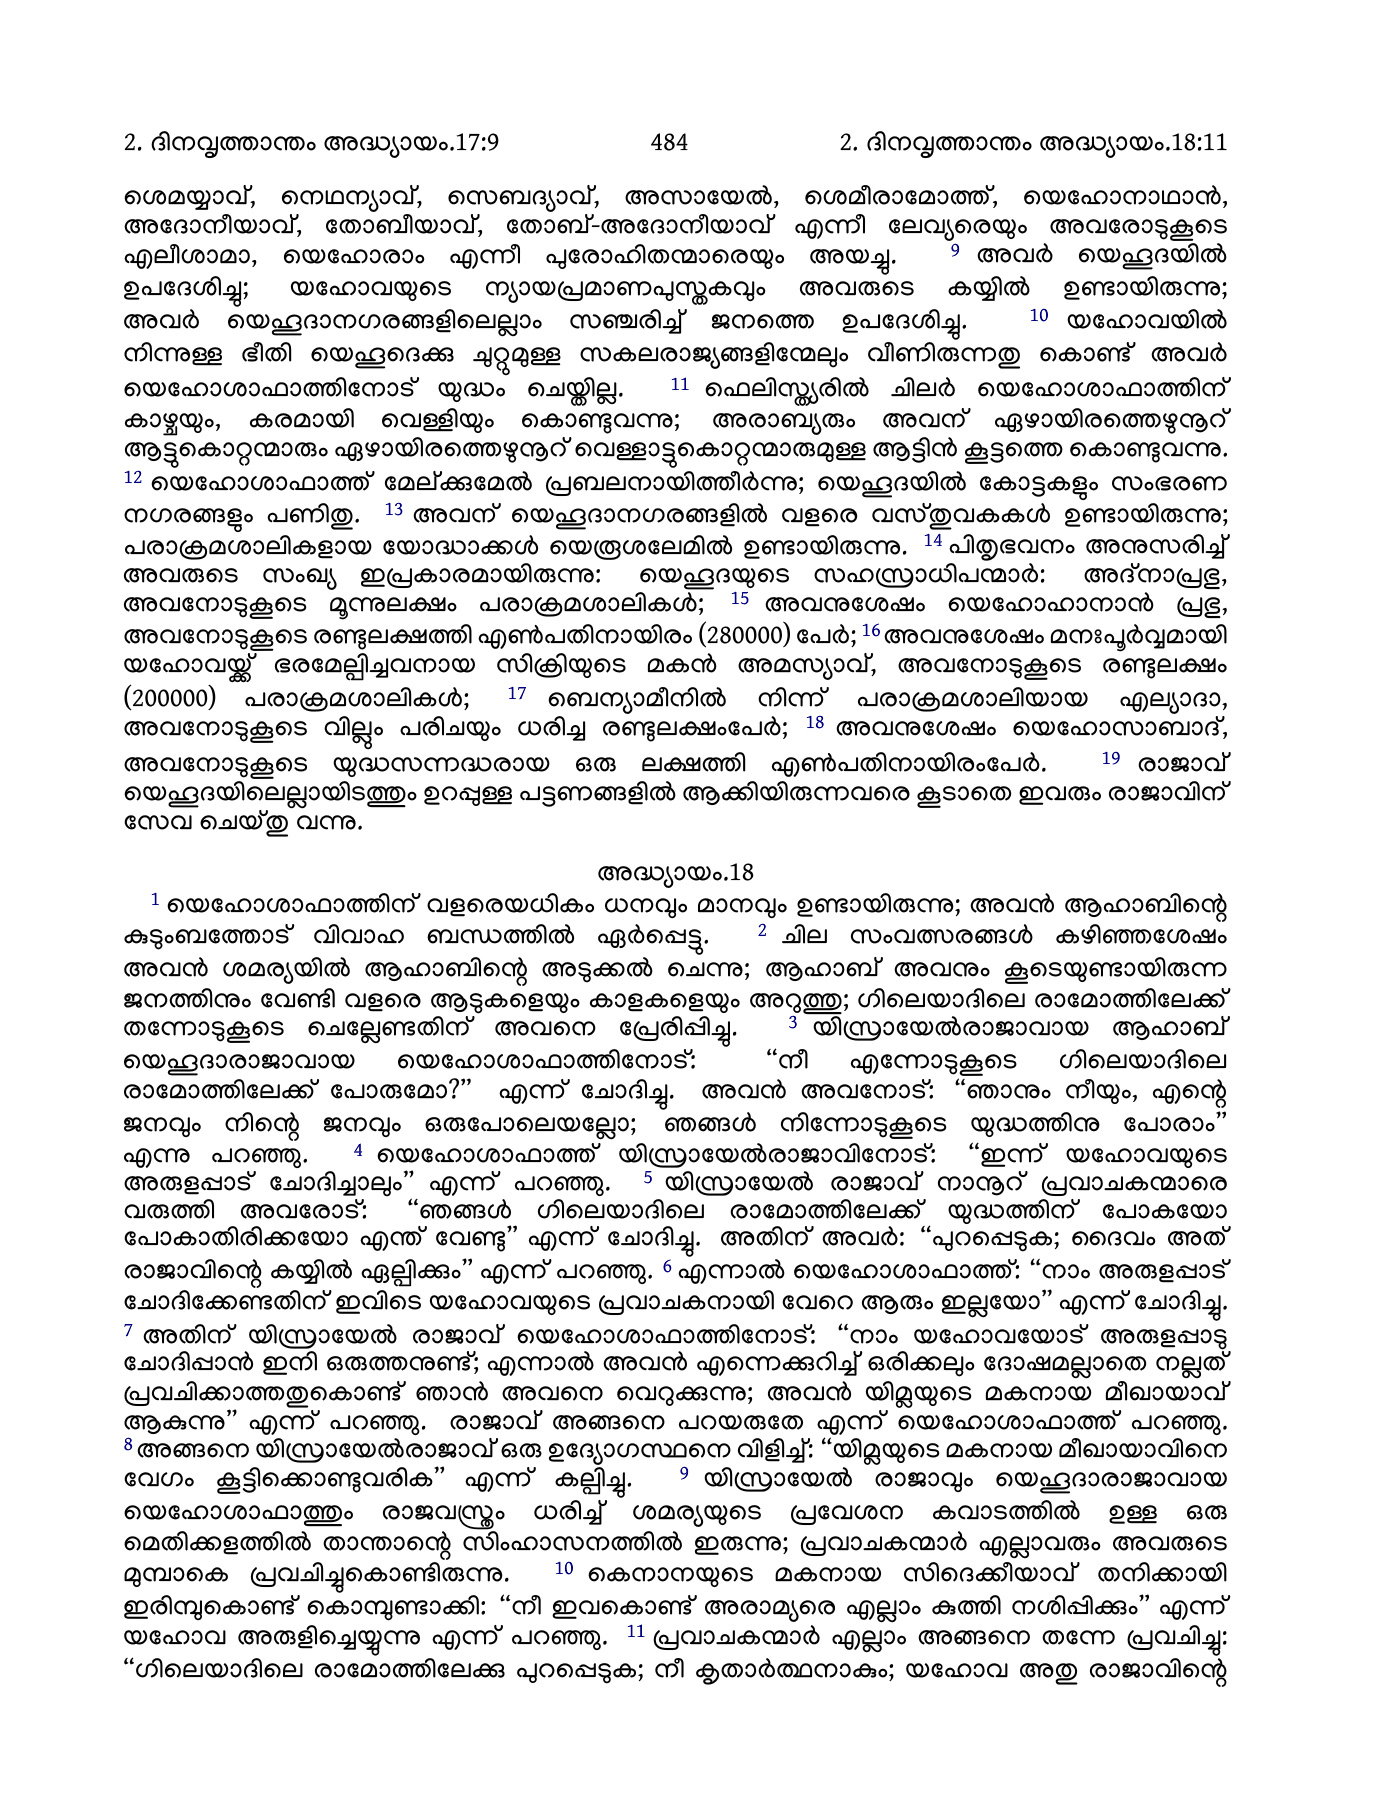 2. ദിനവൃത്താന്തം അദ്ധ്യായം.17:9 484 2. ദിനവൃത്താന്തം അദ്ധ്യായം.18:11
ശെമയ്യാവ്, നെഥന്യാവ്, സെബദ്യാവ്, അസായേൽ, ശെമീരാമോത്ത്, യെഹോനാഥാൻ,
അദോനീയാവ്, തോബീയാവ്, തോബ്-അദോനീയാവ് എന്നീ ലേവ്യരെയും അവരോടുകൂടെ
എലീശാമാ, യെഹോരാം എന്നീ പുരോഹിതന്മാരെയും അയച്ചു. 9 അവർ യെഹൂദയിൽ
ഉപദേശിച്ചു; യഹോവയുടെ ന്യായപ്രമാണപുസ്തകവും അവരുടെ കയ്യിൽ ഉണ്ടായിരുന്നു;
അവർ യെഹൂദാനഗരങ്ങളിലെല്ലാം സഞ്ചരിച്ച് ജനത്തെ ഉപദേശിച്ചു. 10 യഹോവയിൽ
നിന്നുള്ള ഭീതി യെഹൂദെക്കു ചുറ്റുമുള്ള സകലരാജ്യങ്ങളിന്മേലും വീണിരുന്നതു കൊണ്ട് അവർ
യെഹോശാഫാത്തിനോട് യുദ്ധം ചെയ്തില്ല. 11 ഫെലിസ്ത്യരിൽ ചിലർ യെഹോശാഫാത്തിന്
കാഴ്ചയും, കരമായി വെള്ളിയും കൊണ്ടുവന്നു; അരാബ്യരും അവന് ഏഴായിരത്തെഴുനൂറ്
ആട്ടുകൊറ്റന്മാരും ഏഴായിരത്തെഴുനൂറ് വെള്ളാട്ടുകൊറ്റന്മാരുമുള്ള ആട്ടിൻ കൂട്ടത്തെ കൊണ്ടുവന്നു.
12 യെഹോശാഫാത്ത് മേല്ക്കുമേൽ പ്രബലനായിത്തീർന്നു; യെഹൂദയിൽ കോട്ടകളും സംഭരണ
നഗരങ്ങളും പണിതു. 13 അവന് യെഹൂദാനഗരങ്ങളിൽ വളരെ വസ്തുവകകൾ ഉണ്ടായിരുന്നു;
പരാക്രമശാലികളായ യോദ്ധാക്കൾ യെരൂശലേമിൽ ഉണ്ടായിരുന്നു. 14 പിതൃഭവനം അനുസരിച്ച്
അവരുടെ സംഖ്യ ഇപ്രകാരമായിരുന്നു: യെഹൂദയുടെ സഹസ്രാധിപന്മാർ: അദ്നാപ്രഭു,
അവനോടുകൂടെ മൂന്നുലക്ഷം പരാക്രമശാലികൾ; 15 അവനുശേഷം യെഹോഹാനാൻ പ്രഭു,
അവനോടുകൂടെ രണ്ടുലക്ഷത്തി എൺപതിനായിരം (280000) പേർ; 16 അവനുശേഷം മനഃപൂർവ്വമായി
യഹോവയ്ക്ക് ഭരമേല്പിച്ചവനായ സിക്രിയുടെ മകൻ അമസ്യാവ്, അവനോടുകൂടെ രണ്ടുലക്ഷം
(200000) പരാക്രമശാലികൾ; 17 ബെന്യാമീനിൽ നിന്ന് പരാക്രമശാലിയായ എല്യാദാ,
അവനോടുകൂടെ വില്ലും പരിചയും ധരിച്ച രണ്ടുലക്ഷംപേർ; 18 അവനുശേഷം യെഹോസാബാദ്,
അവനോടുകൂടെ യുദ്ധസന്നദ്ധരായ ഒരു ലക്ഷത്തി എൺപതിനായിരംപേർ. 19 രാജാവ്
യെഹൂദയിലെല്ലായിടത്തും ഉറപ്പുള്ള പട്ടണങ്ങളിൽ ആക്കിയിരുന്നവരെ കൂടാതെ ഇവരും രാജാവിന്
സേവ ചെയ്തു വന്നു.
അദ്ധ്യായം.18
1 യെഹോശാഫാത്തിന് വളരെയധികം ധനവും മാനവും ഉണ്ടായിരുന്നു; അവൻ ആഹാബിന്റെ
കുടുംബത്തോട് വിവാഹ ബന്ധത്തിൽ ഏർപ്പെട്ടു. 2 ചില സംവത്സരങ്ങൾ കഴിഞ്ഞശേഷം
അവൻ ശമര്യയിൽ ആഹാബിന്റെ അടുക്കൽ ചെന്നു; ആഹാബ് അവനും കൂടെയുണ്ടായിരുന്ന
ജനത്തിനും വേണ്ടി വളരെ ആടുകളെയും കാളകളെയും അറുത്തു; ഗിലെയാദിലെ രാമോത്തിലേക്ക്
തന്നോടുകൂടെ ചെല്ലേണ്ടതിന് അവനെ പ്രേരിപ്പിച്ചു. 3 യിസ്രായേൽരാജാവായ ആഹാബ്
യെഹൂദാരാജാവായ യെഹോശാഫാത്തിനോട്: “നീ എന്നോടുകൂടെ ഗിലെയാദിലെ
രാമോത്തിലേക്ക് പോരുമോ?” എന്ന് ചോദിച്ചു. അവൻ അവനോട്: “ഞാനും നീയും, എന്റെ
ജനവും നിന്റെ ജനവും ഒരുപോലെയല്ലോ; ഞങ്ങൾ നിന്നോടുകൂടെ യുദ്ധത്തിനു പോരാം”
എന്നു പറഞ്ഞു. 4 യെഹോശാഫാത്ത് യിസ്രായേൽരാജാവിനോട്: “ഇന്ന് യഹോവയുടെ
അരുളപ്പാട് ചോദിച്ചാലും” എന്ന് പറഞ്ഞു. 5 യിസ്രായേൽ രാജാവ് നാനൂറ് പ്രവാചകന്മാരെ
വരുത്തി അവരോട്: “ഞങ്ങൾ ഗിലെയാദിലെ രാമോത്തിലേക്ക് യുദ്ധത്തിന് പോകയോ
പോകാതിരിക്കയോ എന്ത് വേണ്ടു” എന്ന് ചോദിച്ചു. അതിന് അവർ: “പുറപ്പെടുക; ദൈവം അത്
രാജാവിന്റെ കയ്യിൽ ഏല്പിക്കും” എന്ന് പറഞ്ഞു. 6 എന്നാൽ യെഹോശാഫാത്ത്: “നാം അരുളപ്പാട്
ചോദിക്കേണ്ടതിന് ഇവിടെ യഹോവയുടെ പ്രവാചകനായി വേറെ ആരും ഇല്ലയോ” എന്ന് ചോദിച്ചു.
7 അതിന് യിസ്രായേൽ രാജാവ് യെഹോശാഫാത്തിനോട്: “നാം യഹോവയോട് അരുളപ്പാടു
ചോദിപ്പാൻ ഇനി ഒരുത്തനുണ്ട്; എന്നാൽ അവൻ എന്നെക്കുറിച്ച് ഒരിക്കലും ദോഷമല്ലാതെ നല്ലത്
പ്രവചിക്കാത്തതുകൊണ്ട് ഞാൻ അവനെ വെറുക്കുന്നു; അവൻ യിമ്ലയുടെ മകനായ മീഖായാവ്
ആകുന്നു” എന്ന് പറഞ്ഞു. രാജാവ് അങ്ങനെ പറയരുതേ എന്ന് യെഹോശാഫാത്ത് പറഞ്ഞു.
8 അങ്ങനെ യിസ്രായേൽരാജാവ് ഒരു ഉദ്യോഗസ്ഥനെ വിളിച്ച്: “യിമ്ലയുടെ മകനായ മീഖായാവിനെ
വേഗം കൂട്ടിക്കൊണ്ടുവരിക” എന്ന് കല്പിച്ചു. 9 യിസ്രായേൽ രാജാവും യെഹൂദാരാജാവായ
യെഹോശാഫാത്തും രാജവസ്ത്രം ധരിച്ച് ശമര്യയുടെ പ്രവേശന കവാടത്തിൽ ഉള്ള ഒരു
മെതിക്കളത്തിൽ താന്താന്റെ സിംഹാസനത്തിൽ ഇരുന്നു; പ്രവാചകന്മാർ എല്ലാവരും അവരുടെ
മുമ്പാകെ പ്രവചിച്ചുകൊണ്ടിരുന്നു. 10 കെനാനയുടെ മകനായ സിദെക്കീയാവ് തനിക്കായി
ഇരിമ്പുകൊണ്ട് കൊമ്പുണ്ടാക്കി: “നീ ഇവകൊണ്ട് അരാമ്യരെ എല്ലാം കുത്തി നശിപ്പിക്കും” എന്ന്
യഹോവ അരുളിച്ചെയ്യുന്നു എന്ന് പറഞ്ഞു. 11 പ്രവാചകന്മാർ എല്ലാം അങ്ങനെ തന്നേ പ്രവചിച്ചു:
“ഗിലെയാദിലെ രാമോത്തിലേക്കു പുറപ്പെടുക; നീ കൃതാർത്ഥനാകും; യഹോവ അതു രാജാവിന്റെ